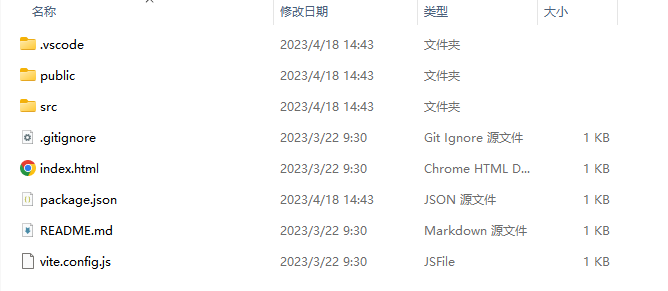 名称 修改日期 类型 大小
.vscode 2023/4/18 14:43 文件夹
public 2023/4/18 14:43 文件夹
src 2023/4/18 14:43 文件夹
.gitignore 2023/3/22 9:30 Git Ignore 源文件 1 KB
index.html 2023/3/22 9:30 Chrome HTML D... 1 KB
package.json 2023/4/18 14:43 JSON 源文件 1 KB
README.md 2023/3/22 9:30 Markdown 源文件 1 KB
vite.config.js 2023/3/22 9:30 JSFile 1 KB